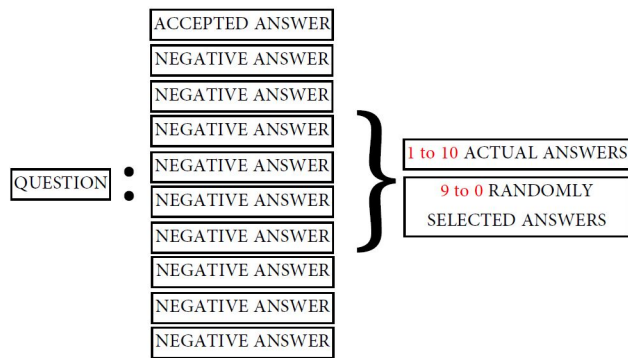 QUESTION
:
ACCEPTED ANSWER
NEGATIVE ANSWER
NEGATIVE ANSWER
NEGATIVE ANSWER
NEGATIVE ANSWER
NEGATIVE ANSWER
NEGATIVE ANSWER
NEGATIVE ANSWER
NEGATIVE ANSWER
NEGATIVE ANSWER
}
1 to 10 ACTUAL ANSWERS
9 to 0 RANDOMLY
SELECTED ANSWERS